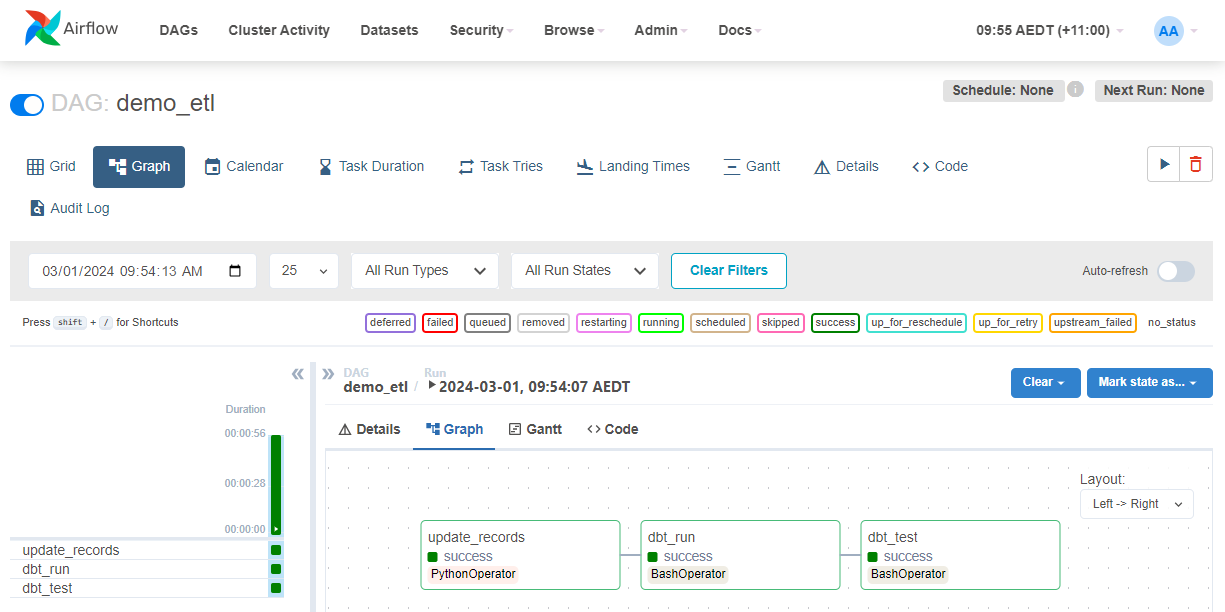 Airflow DAGs Cluster Activity Datasets Security Browse Admin Docs 09:55 AEDT (+11:00) AA
DAG: demo_etl Schedule: None i Next Run: None
Grid Graph Calendar Task Duration Task Tries Landing Times Gantt Details Code
Audit Log
03/01/2024 09:54:13 AM 25 All Run Types All Run States Clear Filters Auto-refresh
Press shift + / for Shortcuts deferred failed queued removed restarting running scheduled skipped success up_for_reschedule up_for_retry upstream_failed no_status
DAG Run
demo_etl / 2024-03-01, 09:54:07 AEDT Clear Mark state as...
Duration
00:00:56
00:00:28
00:00:00
update_records
dbt_run
dbt_test
Details Graph Gantt Code
Layout:
Left -> Right
update_records
success
PythonOperator
dbt_run
success
BashOperator
dbt_test
success
BashOperator